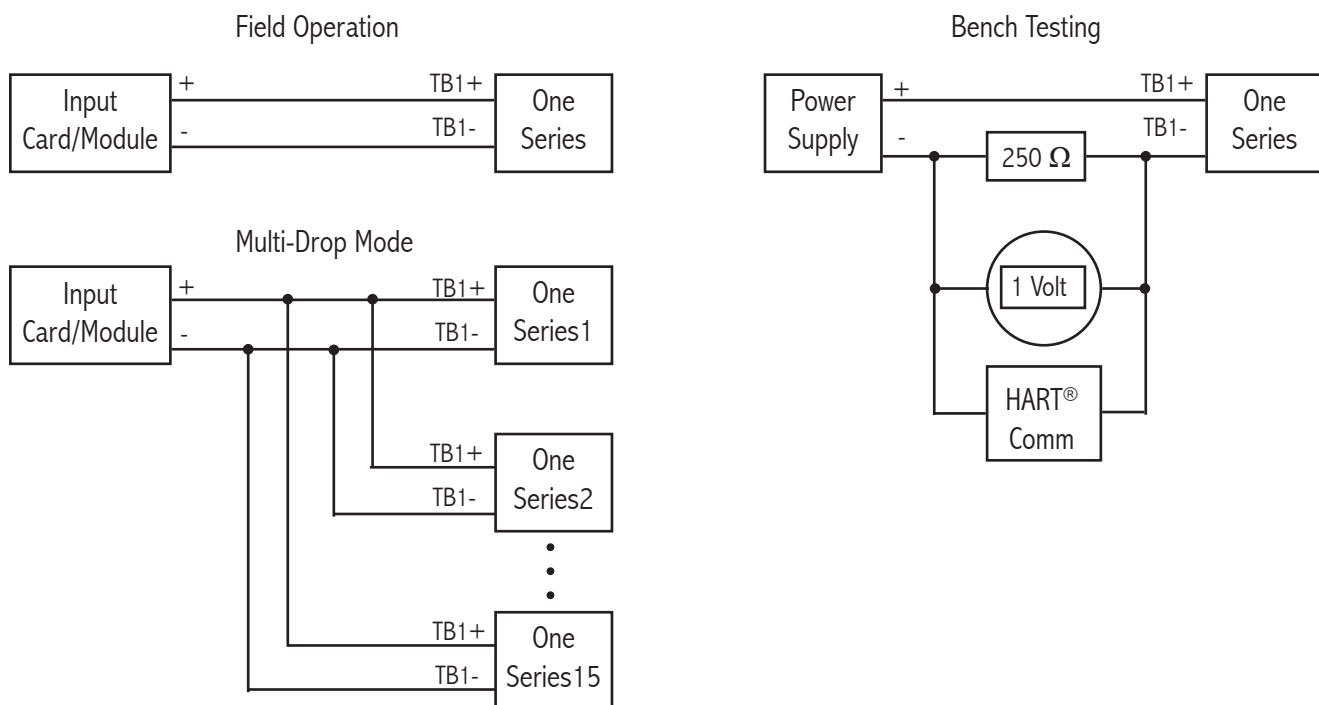 Field Operation
Input
Card/Module
+
-
TB1+
TB1-
One
Series
Multi-Drop Mode
Input
Card/Module
+
-
TB1+
TB1-
One
Series1
TB1+
TB1-
One
Series2
TB1+
TB1-
One
Series15
Bench Testing
Power
Supply
+
-
TB1+
TB1-
One
Series
250 Ω
1 Volt
HART®
Comm